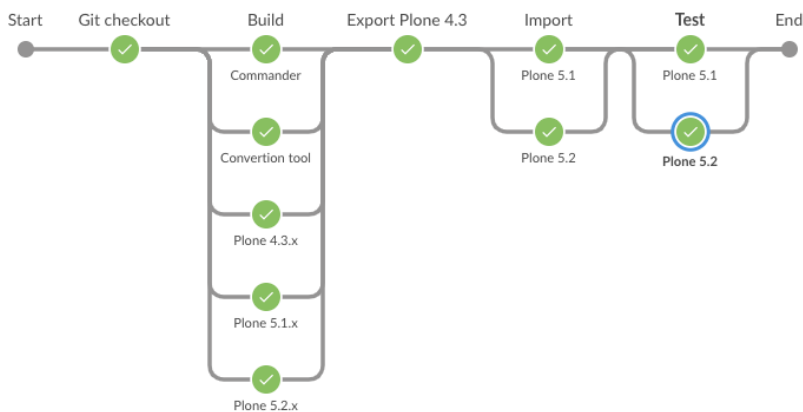 Start
Git checkout
Build
Export Plone 4.3
Import
Test
End
Commander
Plone 5.1
Plone 5.1
Convertion tool
Plone 5.2
Plone 5.2
Plone 4.3.x
Plone 5.1.x
Plone 5.2.x